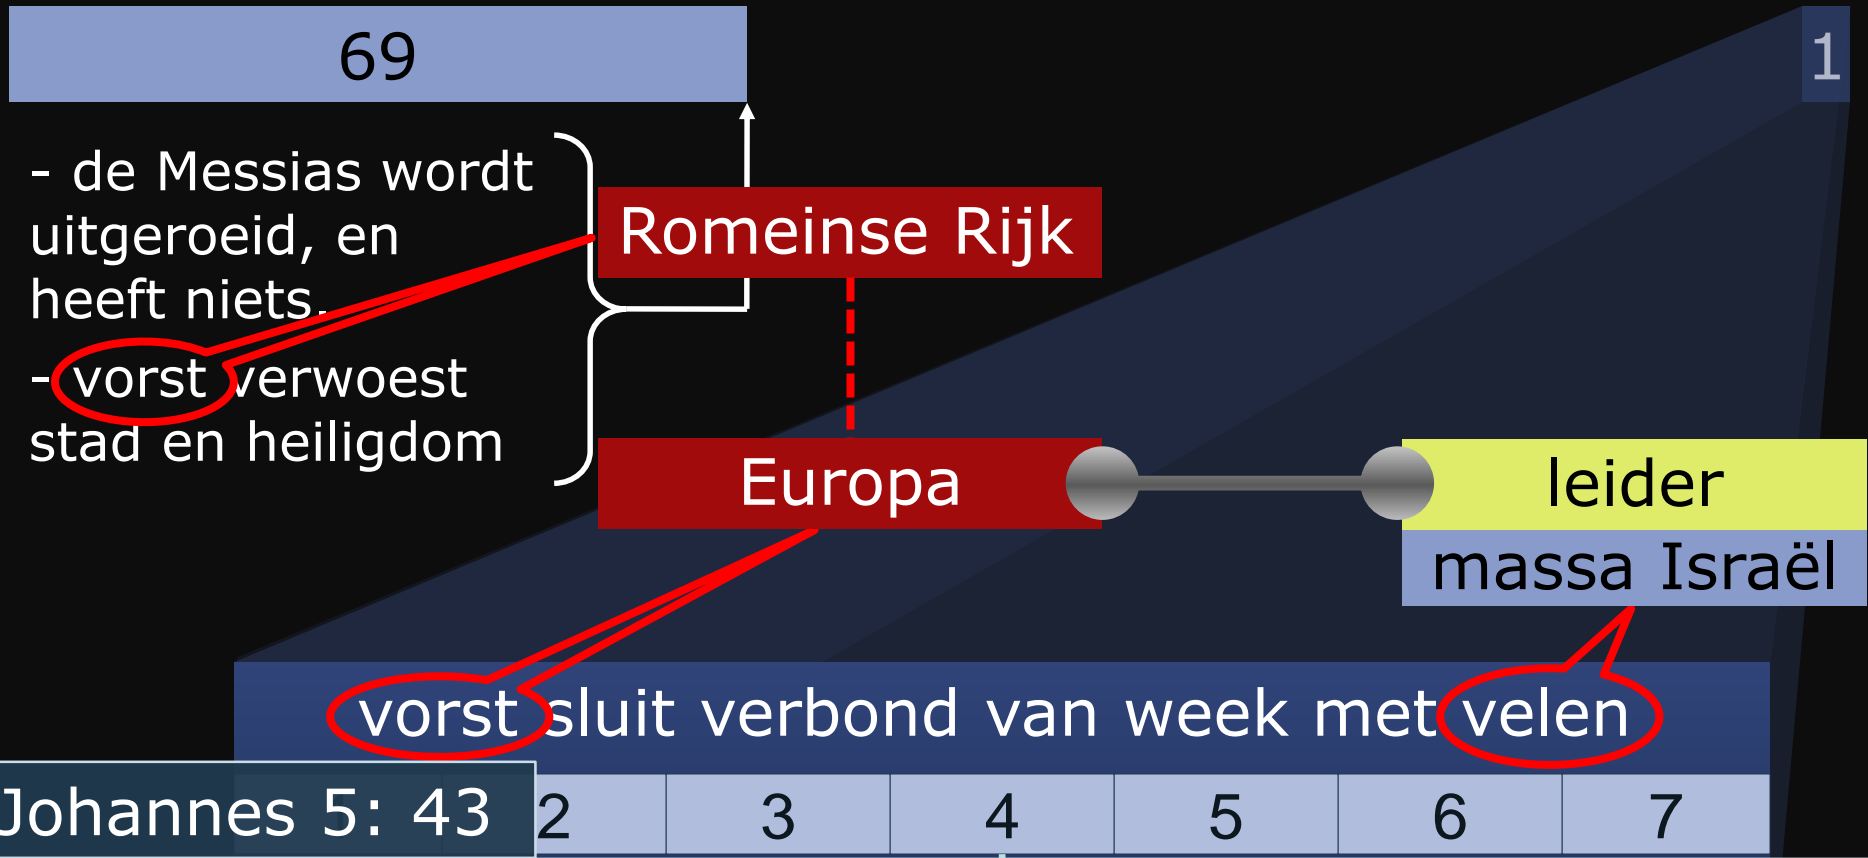 69
1
- de Messias wordt
uitgeroeid, en
heeft niets.
Romeinse Rijk
- vorst verwoest
stad en heiligdom
Europa
leider
massa Israël
vorst sluit verbond van week met velen
Johannes 5: 43
2
3
4
5
6
7